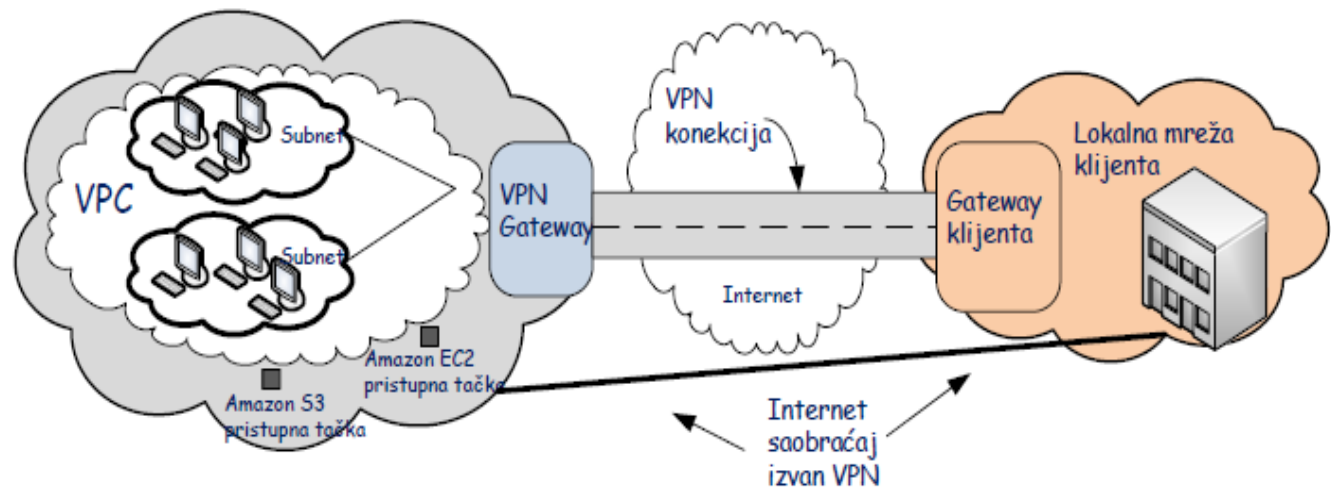 VPC
Subnet
Subnet
VPN
Gateway
VPN
konekcija
Internet
Gateway
klijenta
Lokalna mreža
klijenta
Amazon EC2
pristupna tačka
Amazon S3
pristupna tačka
Internet
saobraćaj
izvan VPN